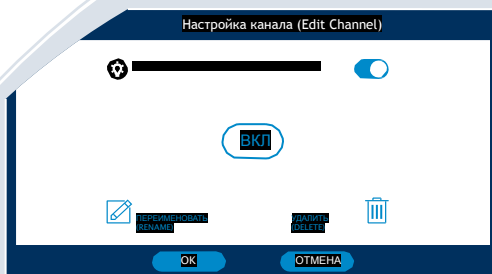 Настройка канала (Edit Channel)
ВКЛ
ПЕРЕИМЕНОВАТЬ
(RENAME)
УДАЛИТЬ
(DELETE)
OK
ОТМЕНА